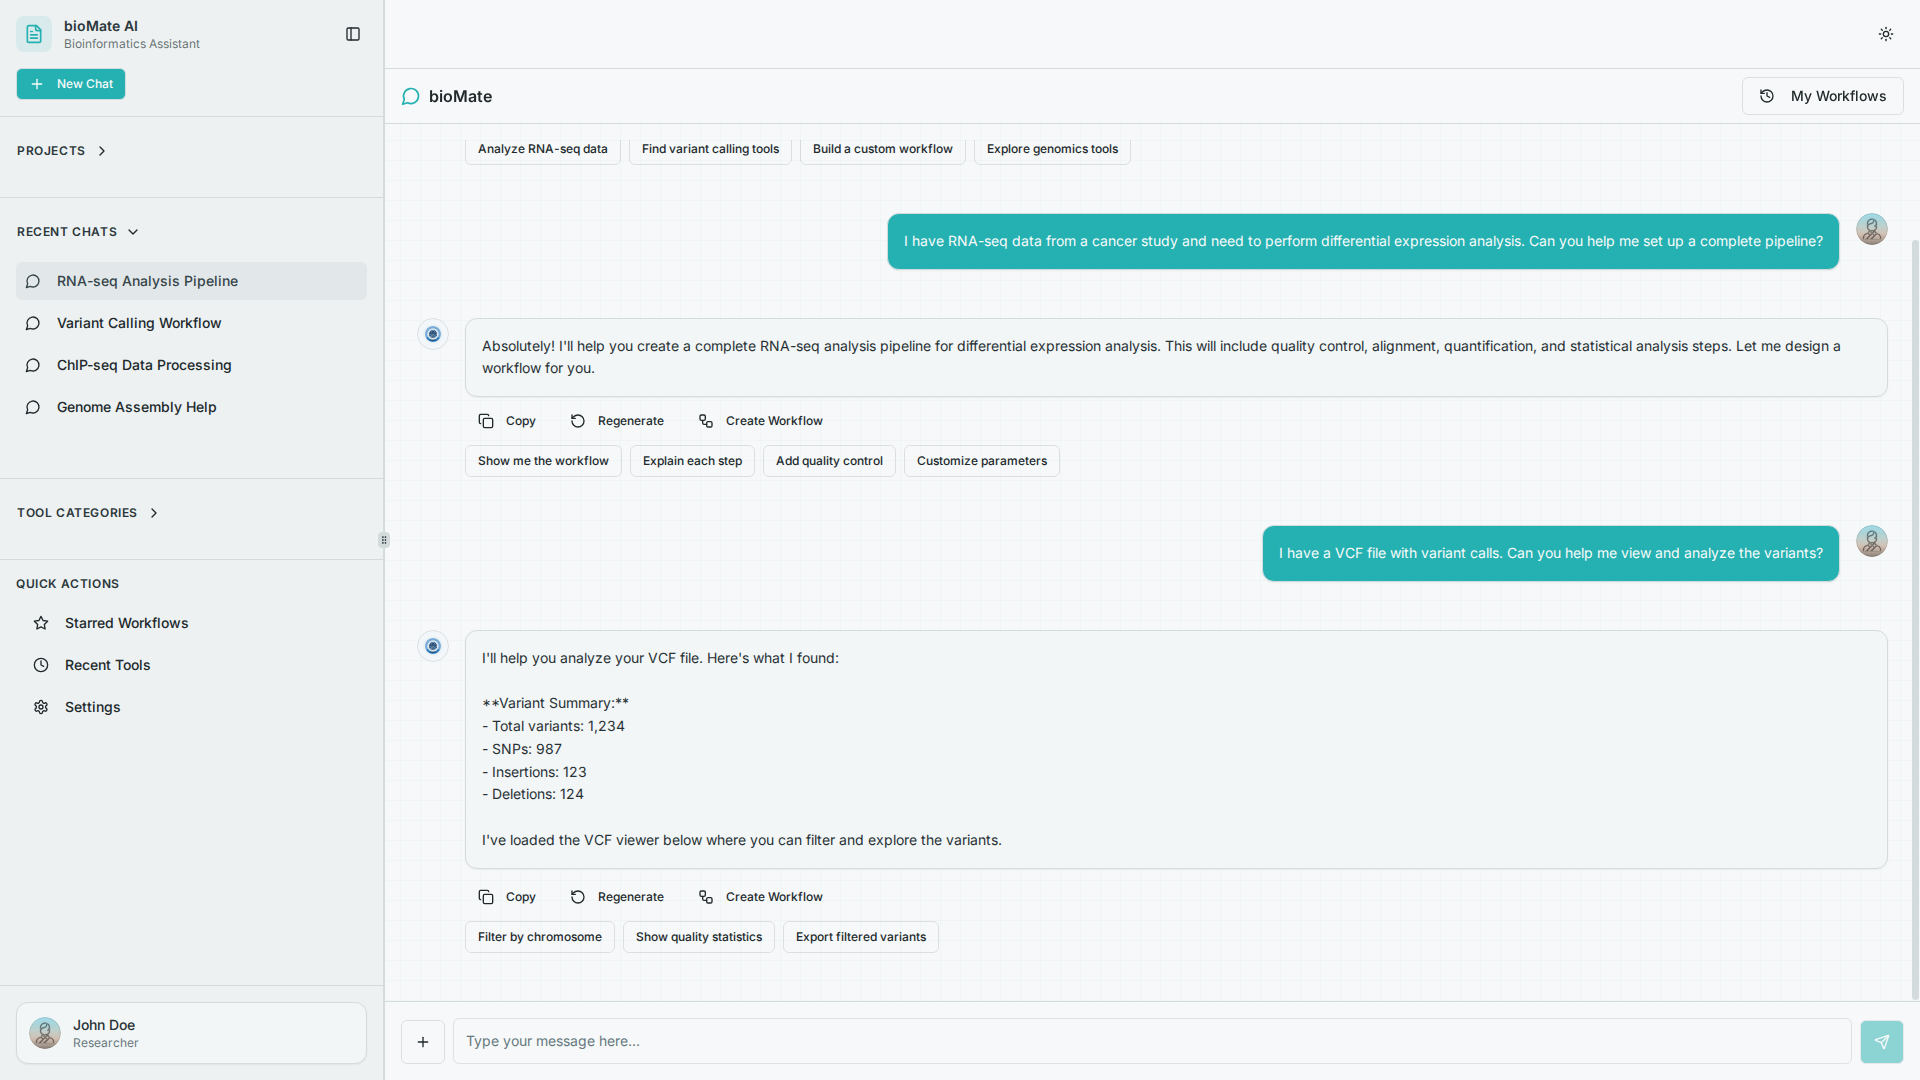 bioMate AI
Bioinformatics Assistant
New Chat
PROJECTS
RECENT CHATS
RNA-seq Analysis Pipeline
Variant Calling Workflow
ChIP-seq Data Processing
Genome Assembly Help
TOOL CATEGORIES
QUICK ACTIONS
Starred Workflows
Recent Tools
Settings
John Doe
Researcher
bioMate
My Workflows
Analyze RNA-seq data
Find variant calling tools
Build a custom workflow
Explore genomics tools
I have RNA-seq data from a cancer study and need to perform differential expression analysis. Can you help me set up a complete pipeline?
Absolutely! I'll help you create a complete RNA-seq analysis pipeline for differential expression analysis. This will include quality control, alignment, quantification, and statistical analysis steps. Let me design a
workflow for you.
Copy
Regenerate
Create Workflow
Show me the workflow
Explain each step
Add quality control
Customize parameters
I have a VCF file with variant calls. Can you help me view and analyze the variants?
I'll help you analyze your VCF file. Here's what I found:
**Variant Summary:**
- Total variants: 1,234
- SNPs: 987
- Insertions: 123
- Deletions: 124
I've loaded the VCF viewer below where you can filter and explore the variants.
Copy
Regenerate
Create Workflow
Filter by chromosome
Show quality statistics
Export filtered variants
Type your message here...